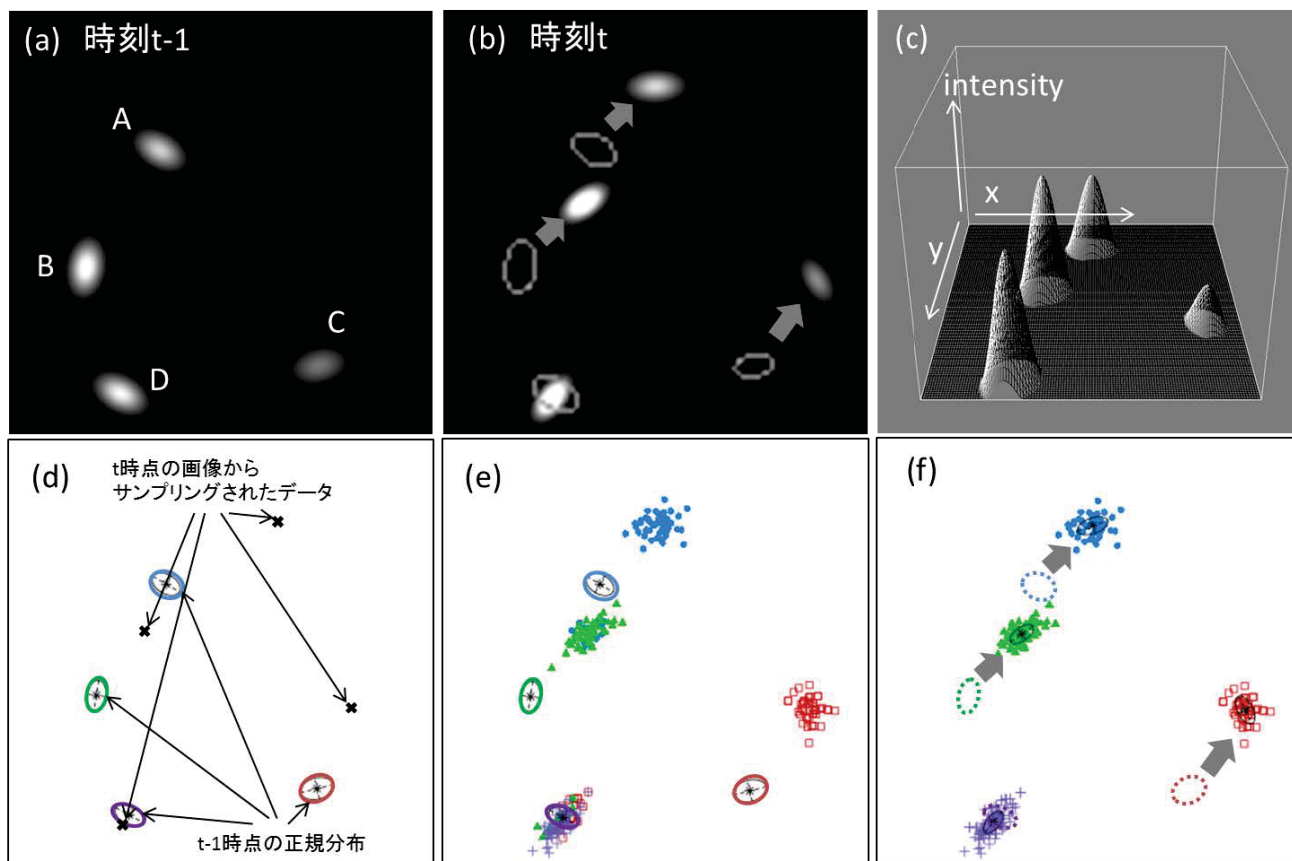 (a) 時刻t-1
A
B
C
D
(b) 時刻t
(c)
intensity
x
y
(d)
t時点の画像から
サンプリングされたデータ
t-1時点の正規分布
(e)
(f)